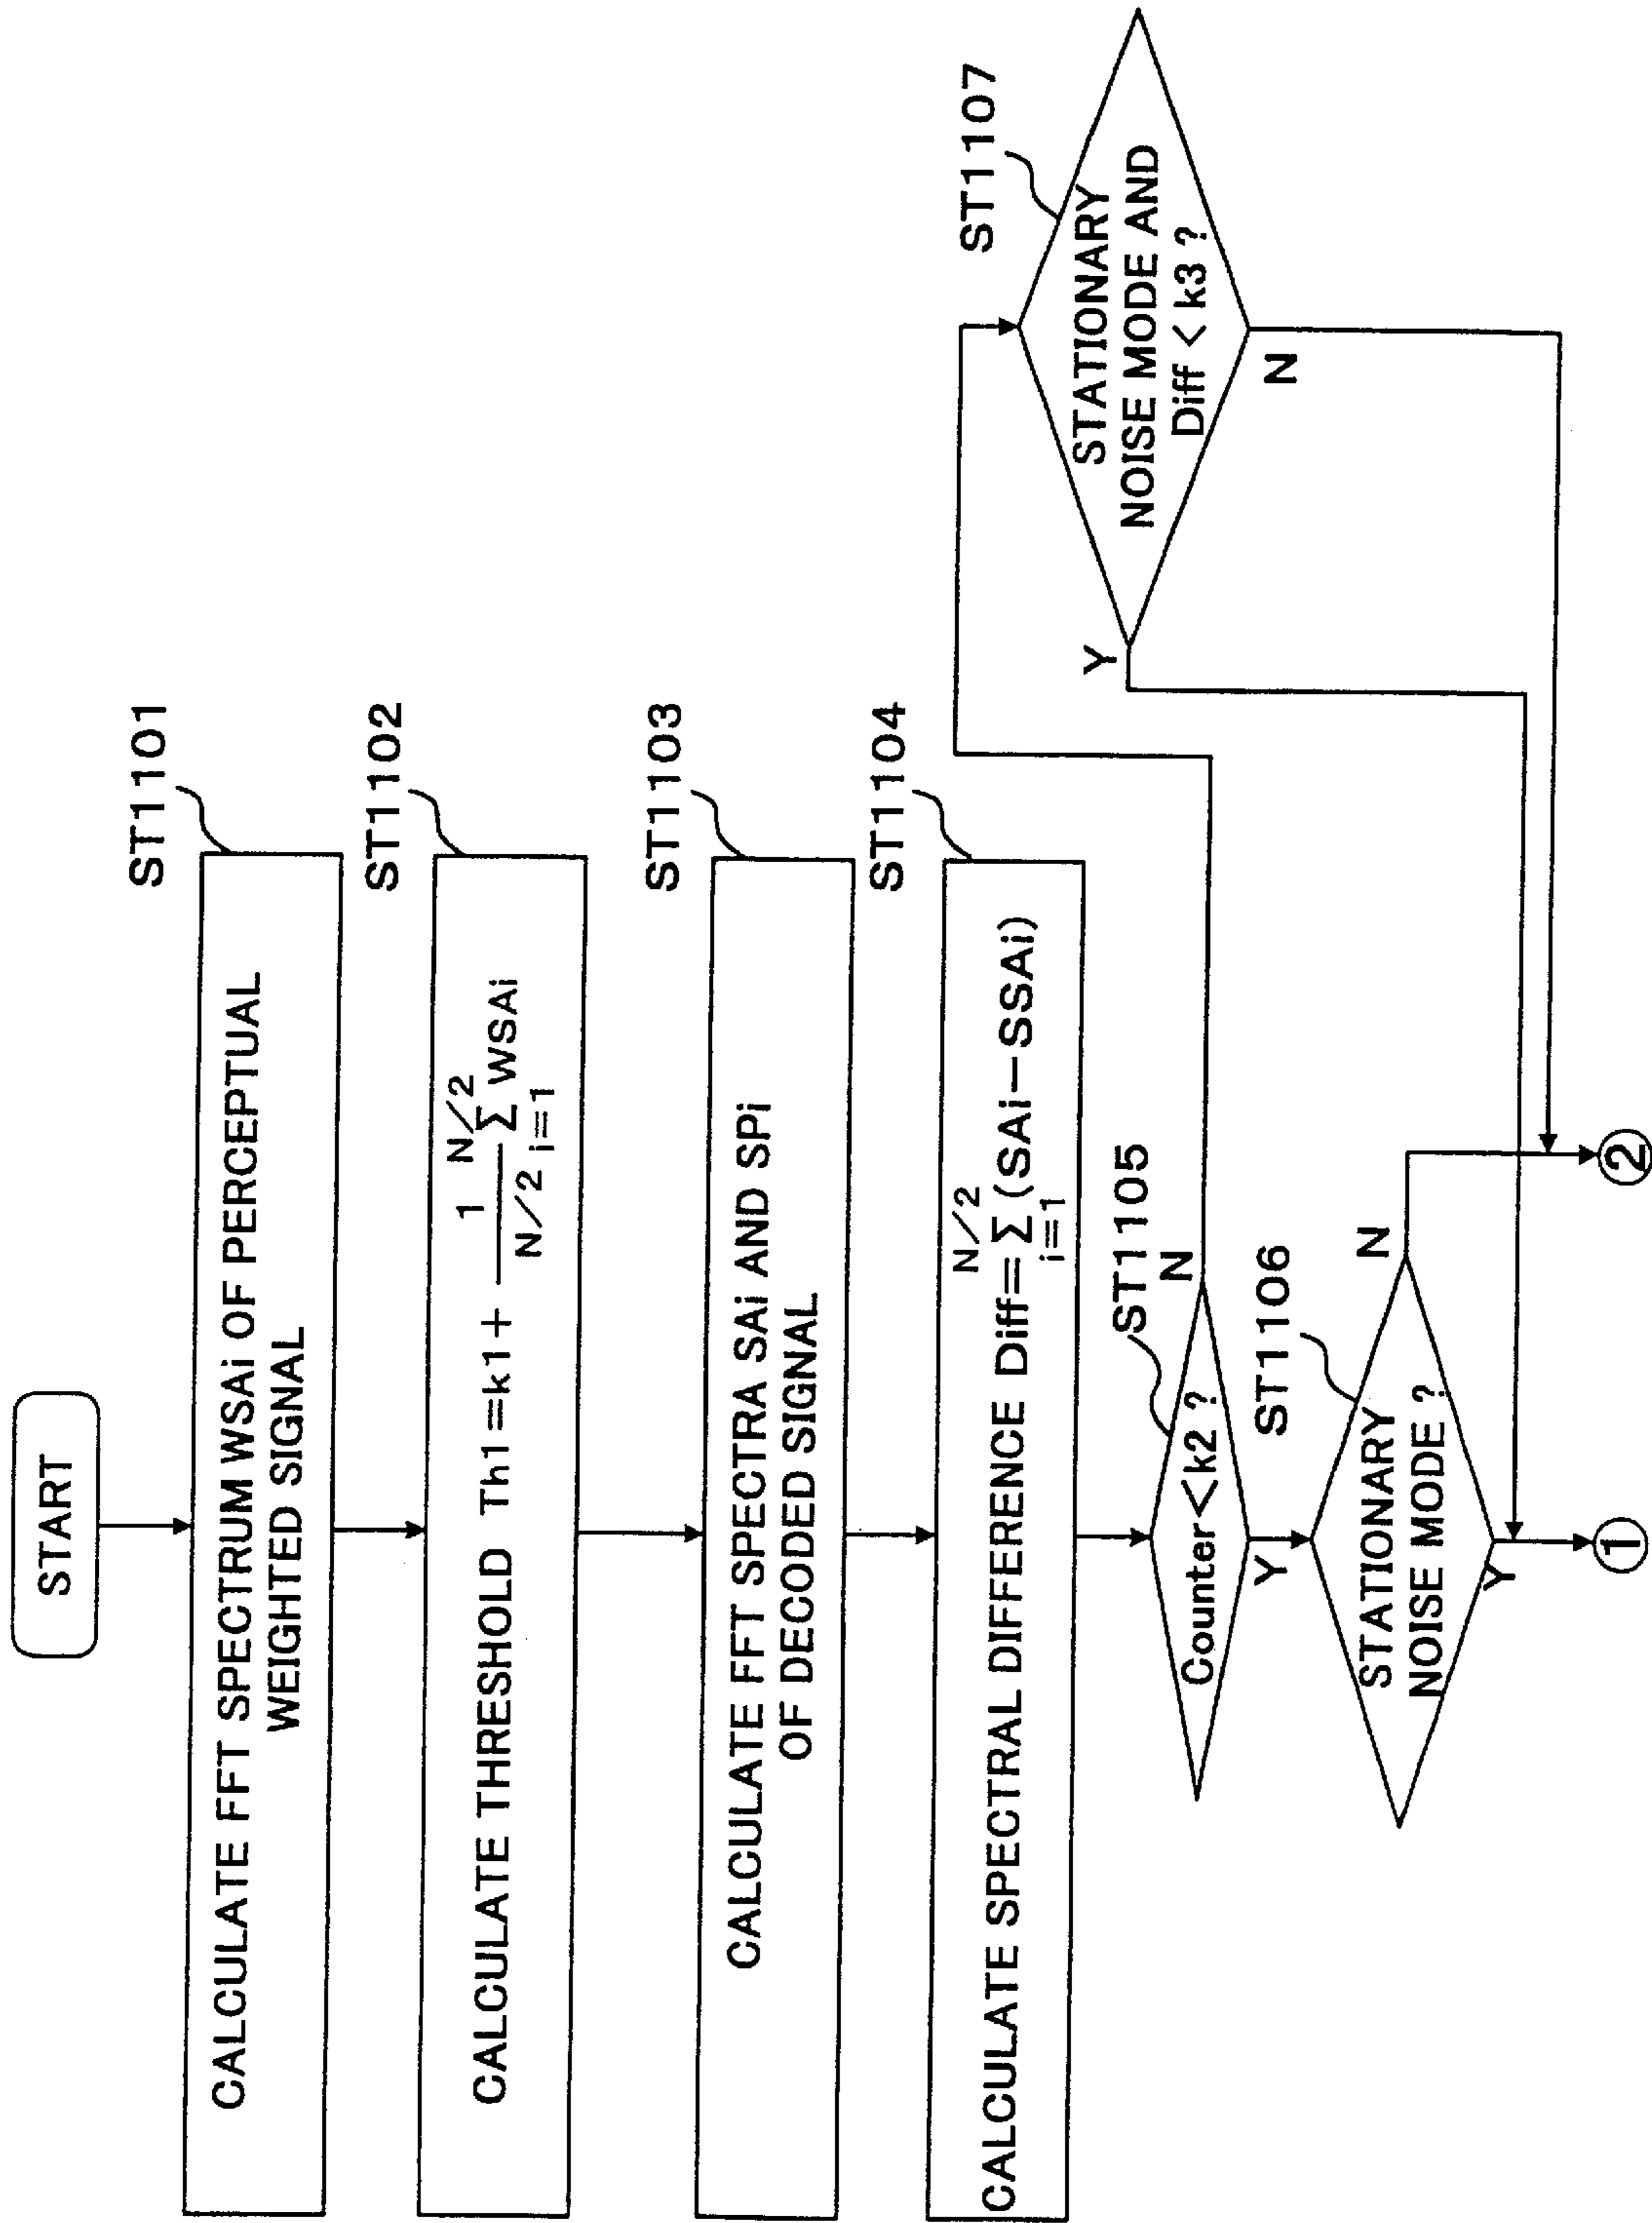 START
ST1101
CALCULATE FFT SPECTRUM WSAi OF PERCEPTUAL
WEIGHTED SIGNAL
ST1102
CALCULATE THRESHOLD Th1=k1+ 1 N/2 N/2 Σ i=1 WSAi
ST1103
CALCULATE FFT SPECTRA SAi AND SPi
OF DECODED SIGNAL
ST1104
CALCULATE SPECTRAL DIFFERENCE Diff= N/2 Σ i=1 (SAi−SSAi)
ST1105
Counter<k2 ?
N
Y
ST1106
STATIONARY
NOISE MODE ?
N
Y
ST1107
STATIONARY
NOISE MODE AND
Diff < k3 ?
Y
N
1
2